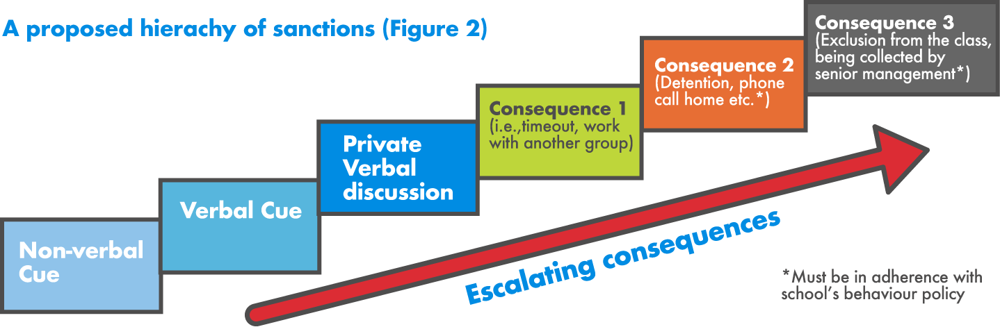 A proposed hierachy of sanctions (Figure 2)
Non-verbal
Cue
Verbal Cue
Private
Verbal
discussion
Consequence 1
(i.e.,timeout, work
with another group)
Consequence 2
(Detention, phone
call home etc.*)
Consequence 3
(Exclusion from the class,
being collected by
senior management*)
Escalating consequences
*Must be in adherence with
school’s behaviour policy